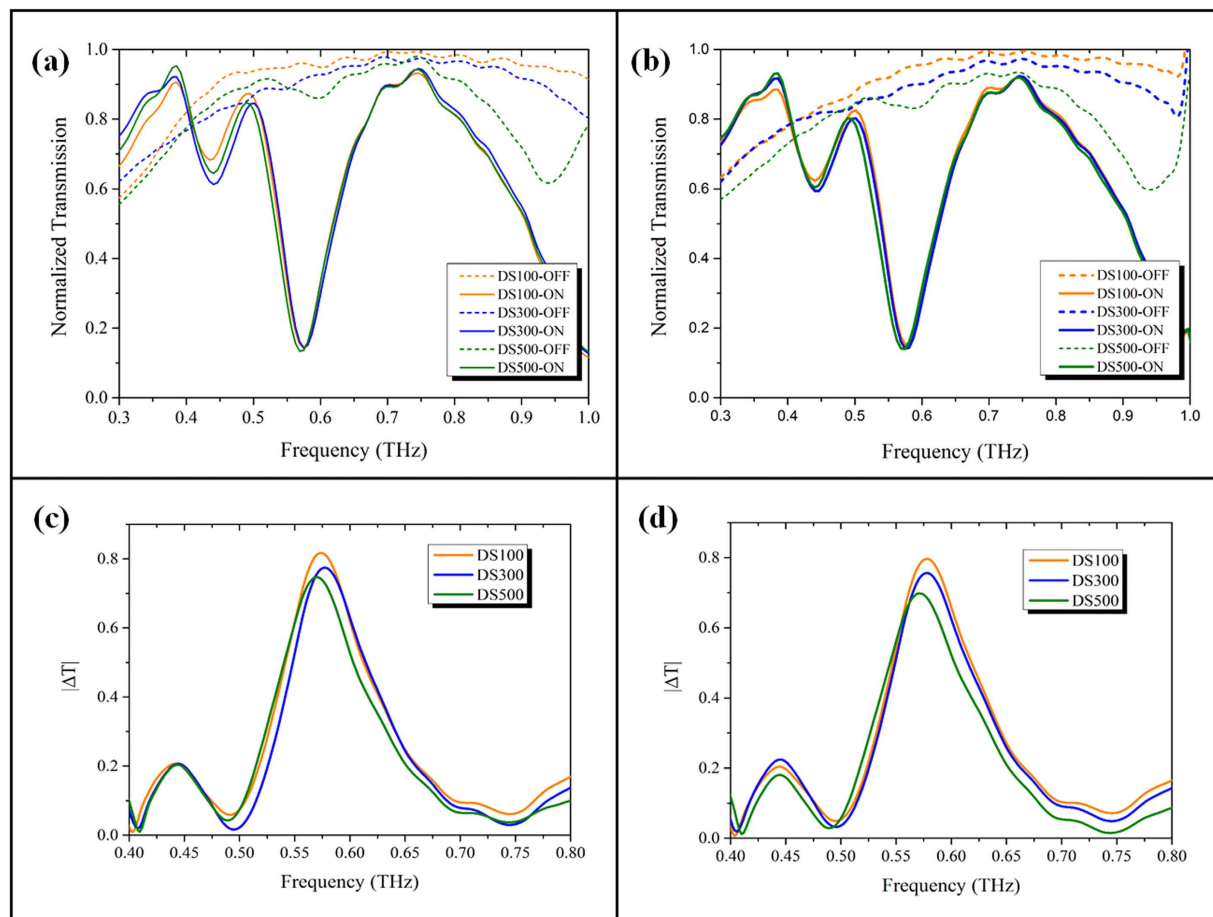 (a)
Normalized Transmission
1.0
0.8
0.6
0.4
0.2
0.0
0.3 0.4 0.5 0.6 0.7 0.8 0.9 1.0
Frequency (THz)
DS100-OFF
DS100-ON
DS300-OFF
DS300-ON
DS500-OFF
DS500-ON
(b)
Normalized Transmission
1.0
0.8
0.6
0.4
0.2
0.0
0.3 0.4 0.5 0.6 0.7 0.8 0.9 1.0
Frequency (THz)
DS100-OFF
DS100-ON
DS300-OFF
DS300-ON
DS500-OFF
DS500-ON
(c)
|ΔT|
0.8
0.6
0.4
0.2
0.0
0.40 0.45 0.50 0.55 0.60 0.65 0.70 0.75 0.80
Frequency (THz)
DS100
DS300
DS500
(d)
|ΔT|
0.8
0.6
0.4
0.2
0.0
0.40 0.45 0.50 0.55 0.60 0.65 0.70 0.75 0.80
Frequency (THz)
DS100
DS300
DS500